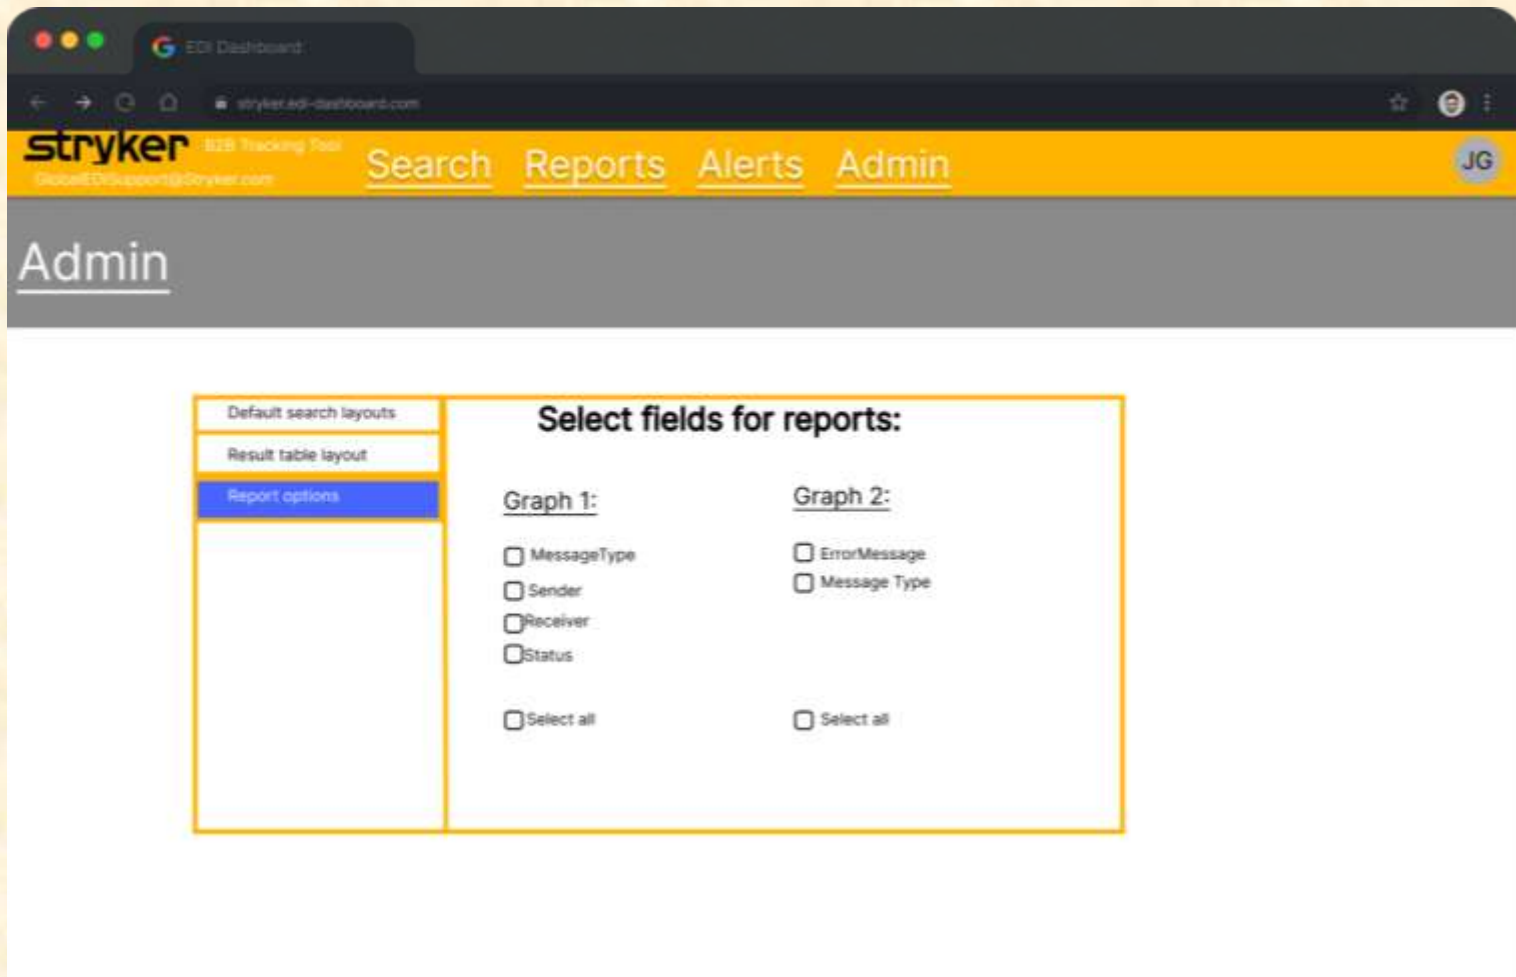 EDI Dashboard
stryker.edi-dashboard.com
stryker B2B Tracking Tool
GlobalEDISupport@Stryker.com
Search Reports Alerts Admin
JG
Admin
Default search layouts
Result table layout
Report options
Select fields for reports:
Graph 1:
MessageType
Sender
Receiver
Status
Select all
Graph 2:
ErrorMessage
Message Type
Select all